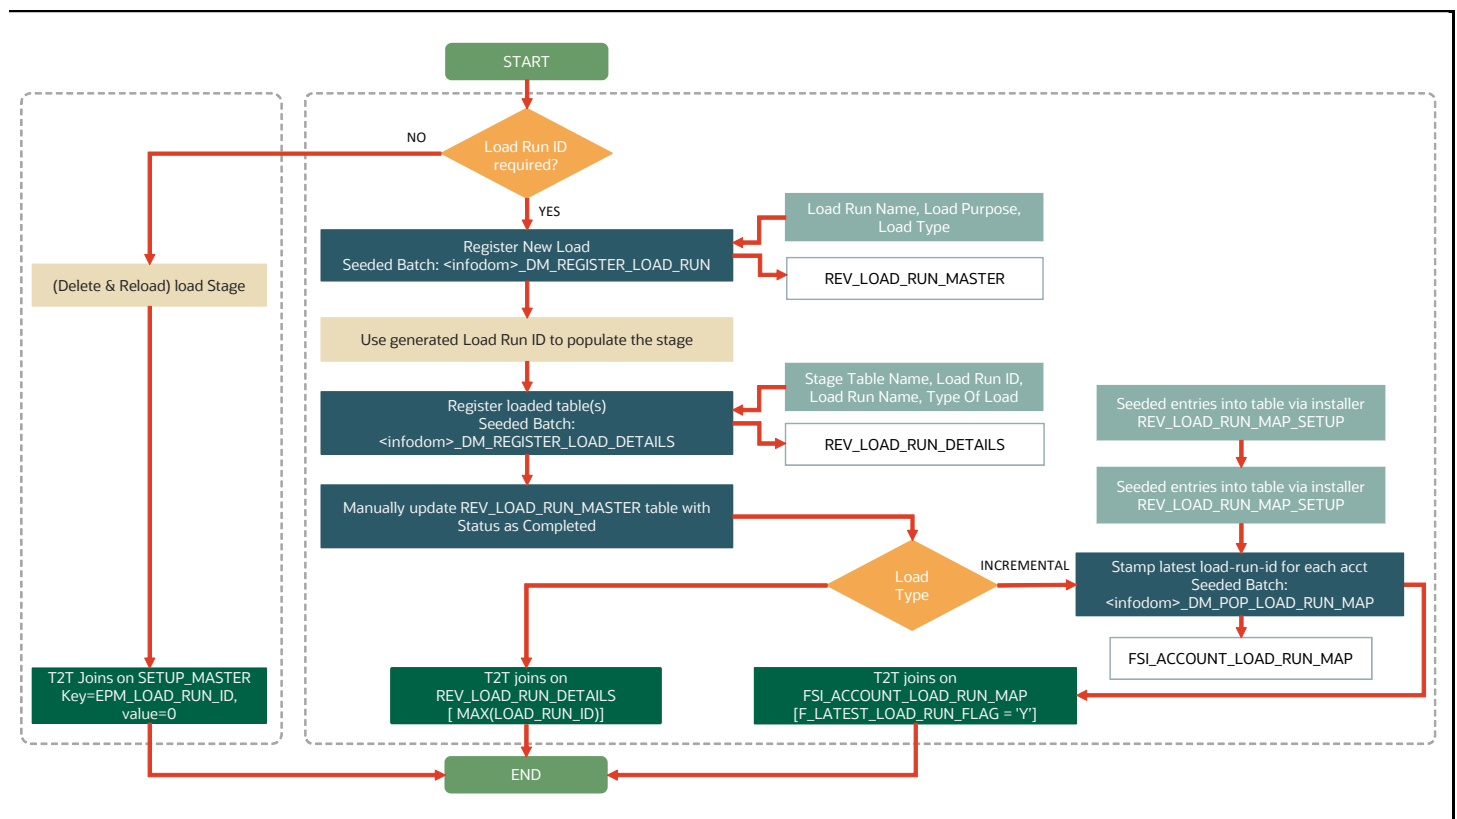 START
NO
Load Run ID
required?
YES
Load Run Name, Load Purpose,
Load Type
Register New Load
Seeded Batch: <infodom>_DM_REGISTER_LOAD_RUN
REV_LOAD_RUN_MASTER
(Delete & Reload) load Stage
Use generated Load Run ID to populate the stage
Stage Table Name, Load Run ID,
Load Run Name, Type Of Load
Register loaded table(s)
Seeded Batch:
<infodom>_DM_REGISTER_LOAD_DETAILS
REV_LOAD_RUN_DETAILS
Seeded entries into table via installer
REV_LOAD_RUN_MAP_SETUP
Seeded entries into table via installer
REV_LOAD_RUN_MAP_SETUP
Manually update REV_LOAD_RUN_MASTER table with
Status as Completed
Load
Type
INCREMENTAL
Stamp latest load-run-id for each acct
Seeded Batch:
<infodom>_DM_POP_LOAD_RUN_MAP
FSI_ACCOUNT_LOAD_RUN_MAP
T2T Joins on SETUP_MASTER
Key=EPM_LOAD_RUN_ID,
value=0
T2T joins on
REV_LOAD_RUN_DETAILS
[ MAX(LOAD_RUN_ID)]
T2T joins on
FSI_ACCOUNT_LOAD_RUN_MAP
[F_LATEST_LOAD_RUN_FLAG = 'Y']
END